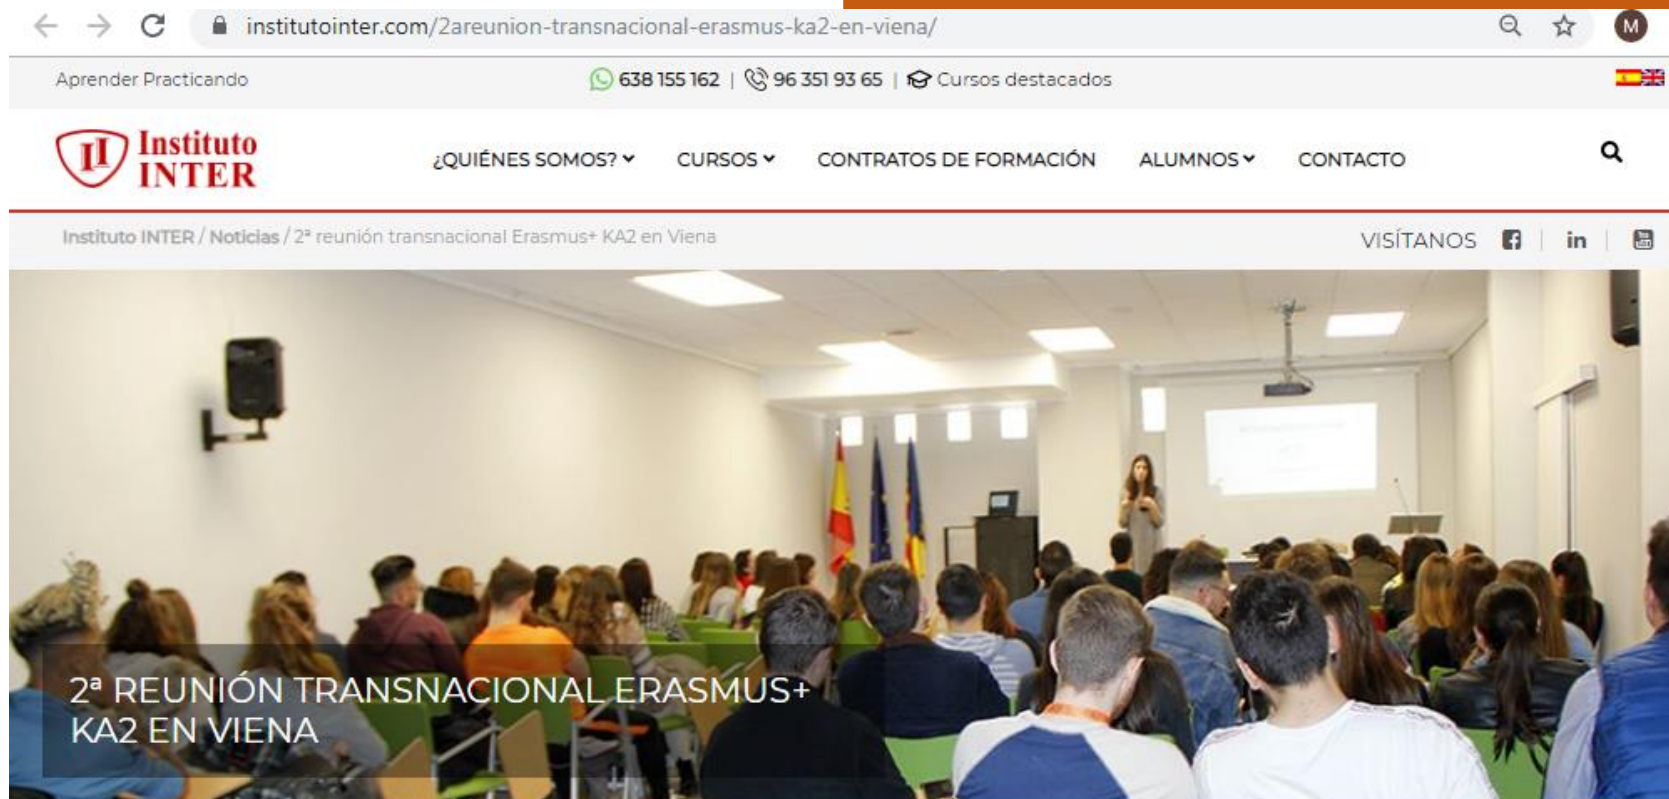 institutointer.com/2areunion-transnacional-erasmus-ka2-en-viena/
M
Aprender Practicando
638 155 162 | 96 351 93 65 | Cursos destacados
II Instituto
INTER
¿QUIÉNES SOMOS? CURSOS CONTRATOS DE FORMACIÓN ALUMNOS CONTACTO
Instituto INTER / Noticias / 2ª reunión transnacional Erasmus+ KA2 en Viena
VISÍTANOS
2ª REUNIÓN TRANSNACIONAL ERASMUS+
KA2 EN VIENA